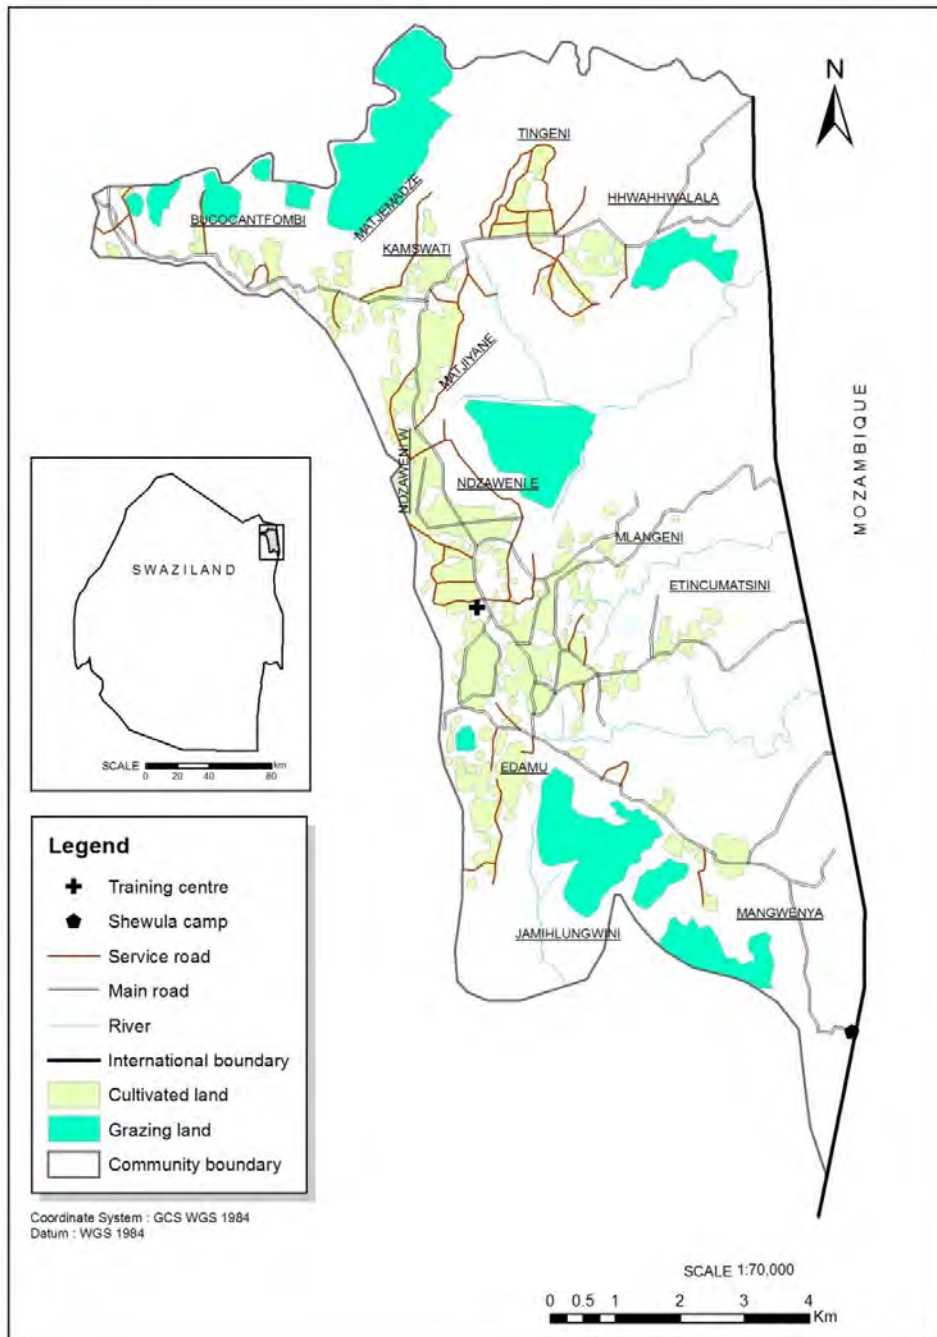 N
TINGENI
HHWAHHWALALA
MATJEMADZE
BUCOCANTFOMBI
KAMSWATI
MATJIYANE
MOZAMBIQUE
NDZAWENI W
NDZAWENI E
MLANGENI
ETINCUMATSINI
SWAZILAND
SCALE
km
0 20 40 80
EDAMU
MANGWENYA
JAMIHLUNGWINI
Legend
Training centre
Shewula camp
Service road
Main road
River
International boundary
Cultivated land
Grazing land
Community boundary
Coordinate System : GCS WGS 1984
Datum : WGS 1984
SCALE 1:70,000
0 0.5 1 2 3 4
Km